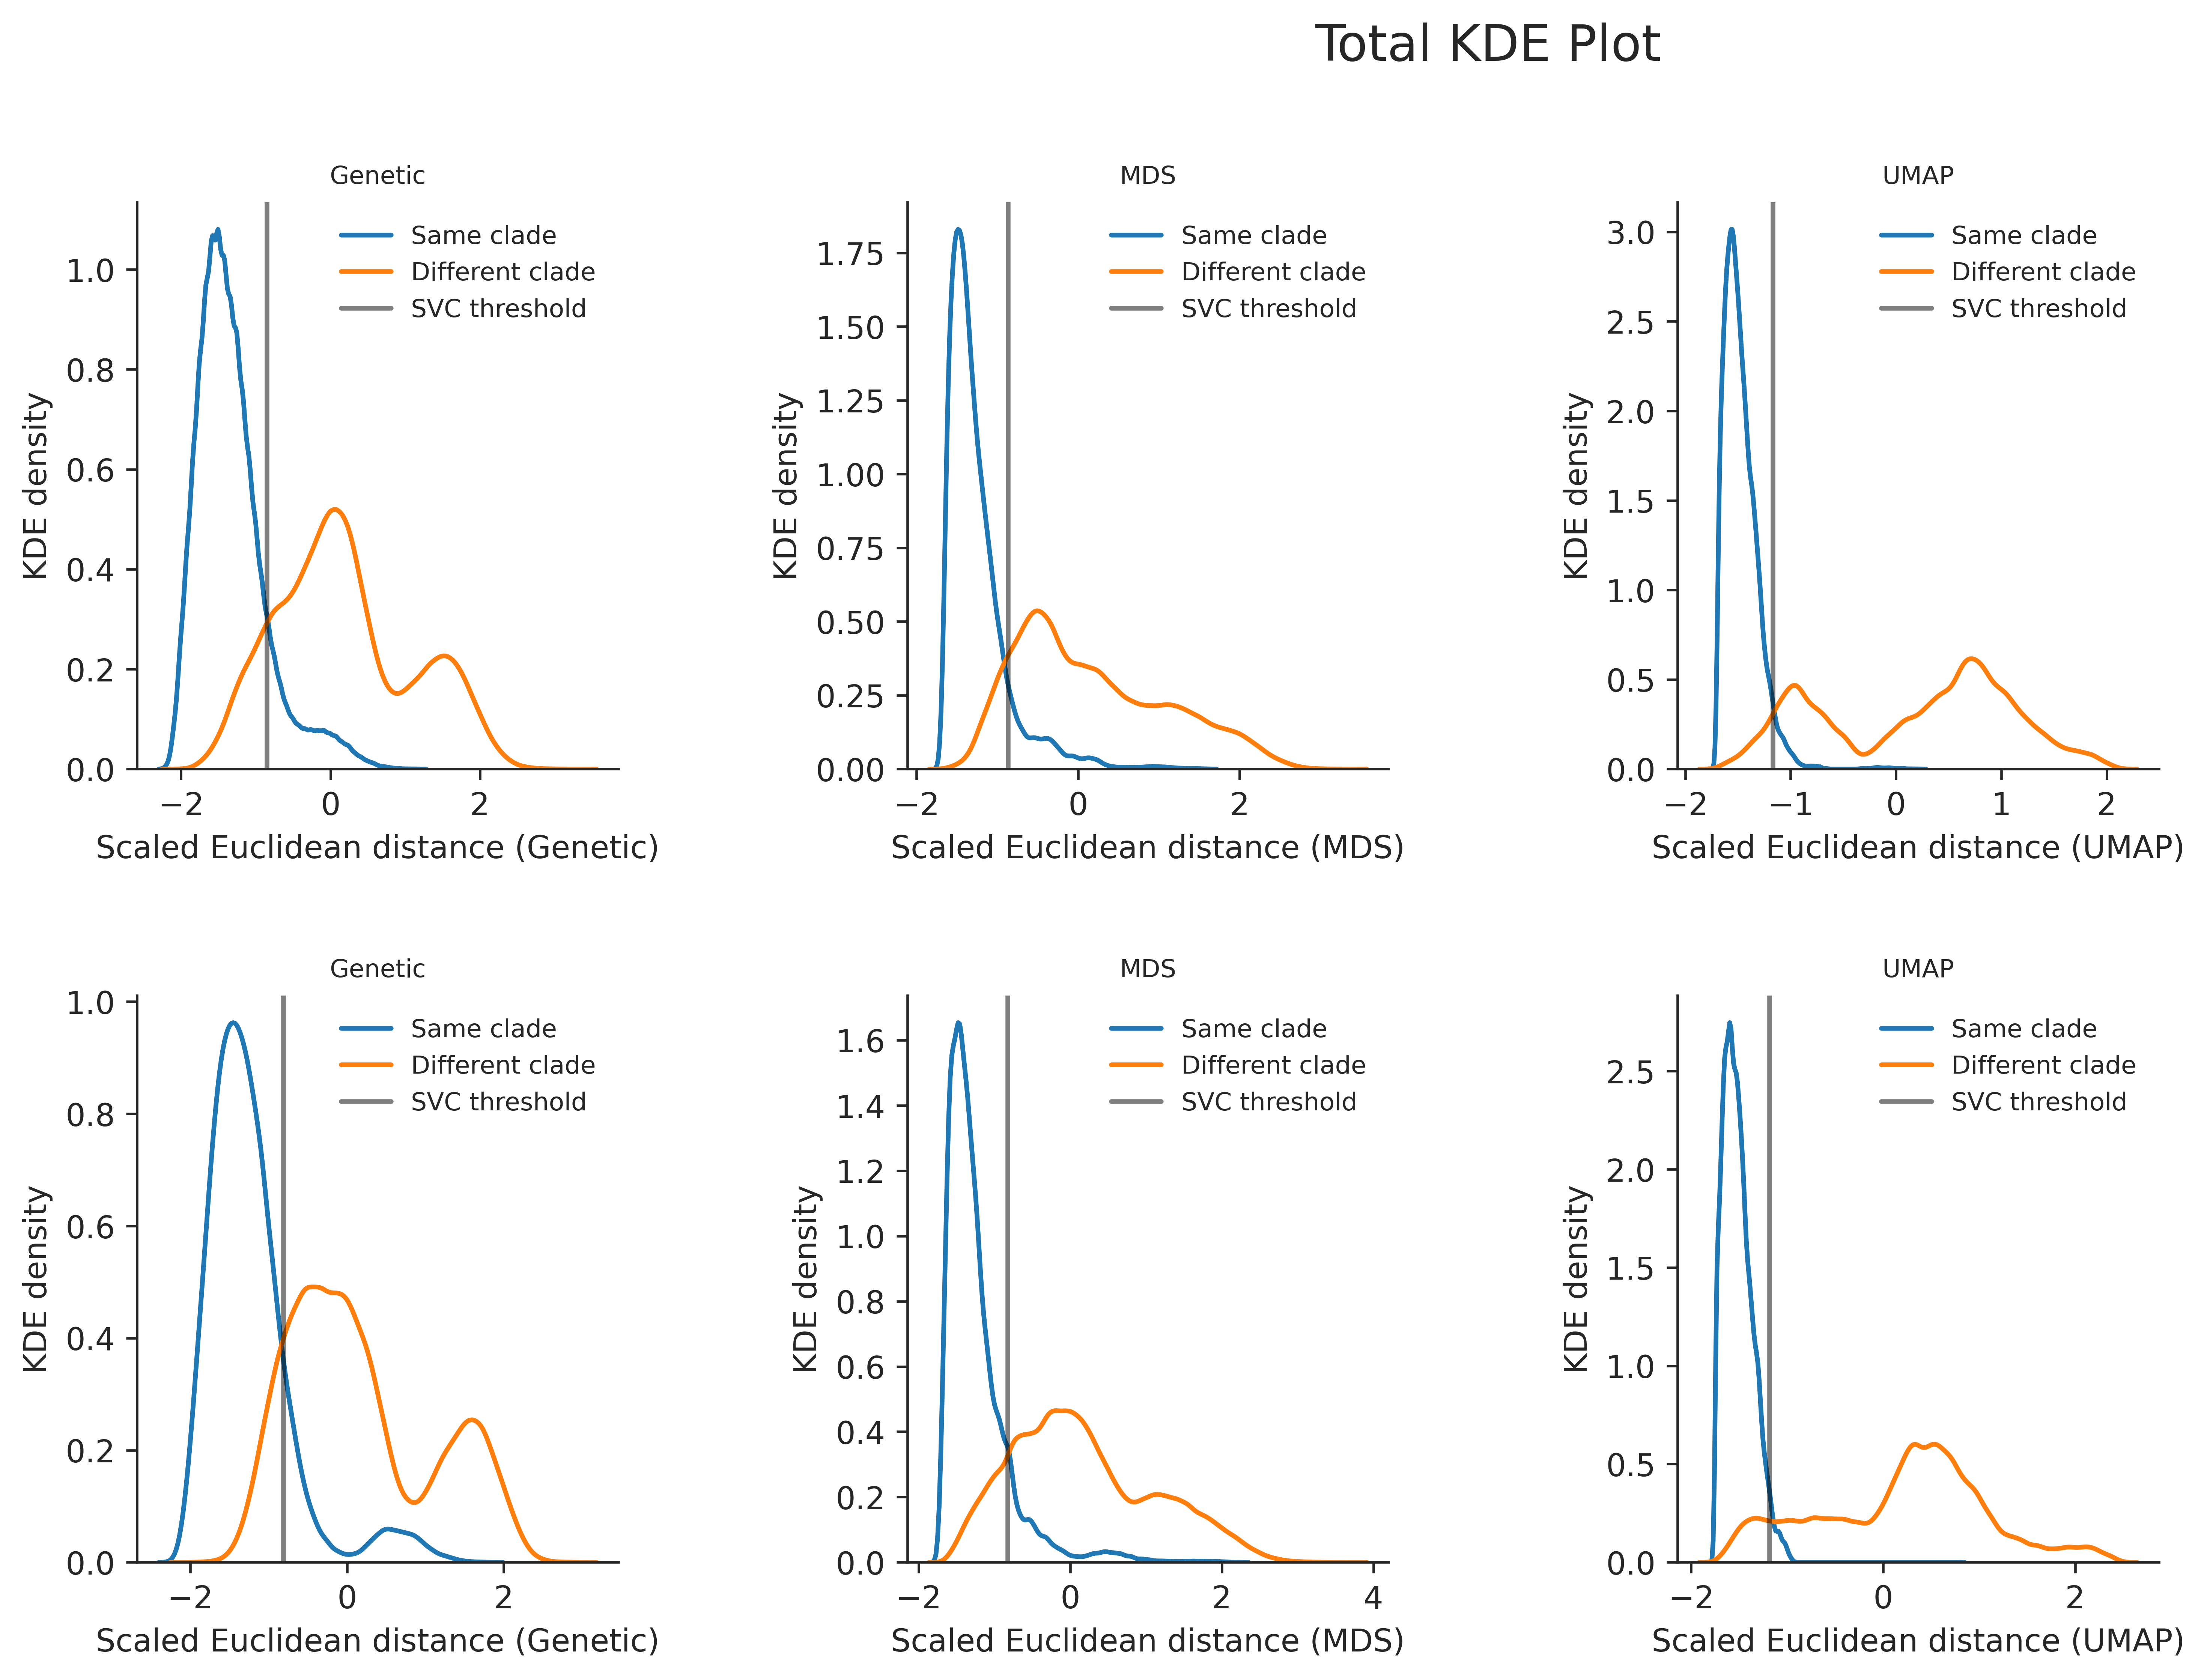 Total KDE Plot
Genetic
KDE density
1.0
0.8
0.6
0.4
0.2
0.0
Same clade
Different clade
SVC threshold
−2 0 2
Scaled Euclidean distance (Genetic)
MDS
KDE density
1.75
1.50
1.25
1.00
0.75
0.50
0.25
0.00
Same clade
Different clade
SVC threshold
−2 0 2
Scaled Euclidean distance (MDS)
UMAP
KDE density
3.0
2.5
2.0
1.5
1.0
0.5
0.0
Same clade
Different clade
SVC threshold
−2 −1 0 1 2
Scaled Euclidean distance (UMAP)
Genetic
KDE density
1.0
0.8
0.6
0.4
0.2
0.0
Same clade
Different clade
SVC threshold
−2 0 2
Scaled Euclidean distance (Genetic)
MDS
KDE density
1.6
1.4
1.2
1.0
0.8
0.6
0.4
0.2
0.0
Same clade
Different clade
SVC threshold
−2 0 2 4
Scaled Euclidean distance (MDS)
UMAP
KDE density
2.5
2.0
1.5
1.0
0.5
0.0
Same clade
Different clade
SVC threshold
−2 0 2
Scaled Euclidean distance (UMAP)